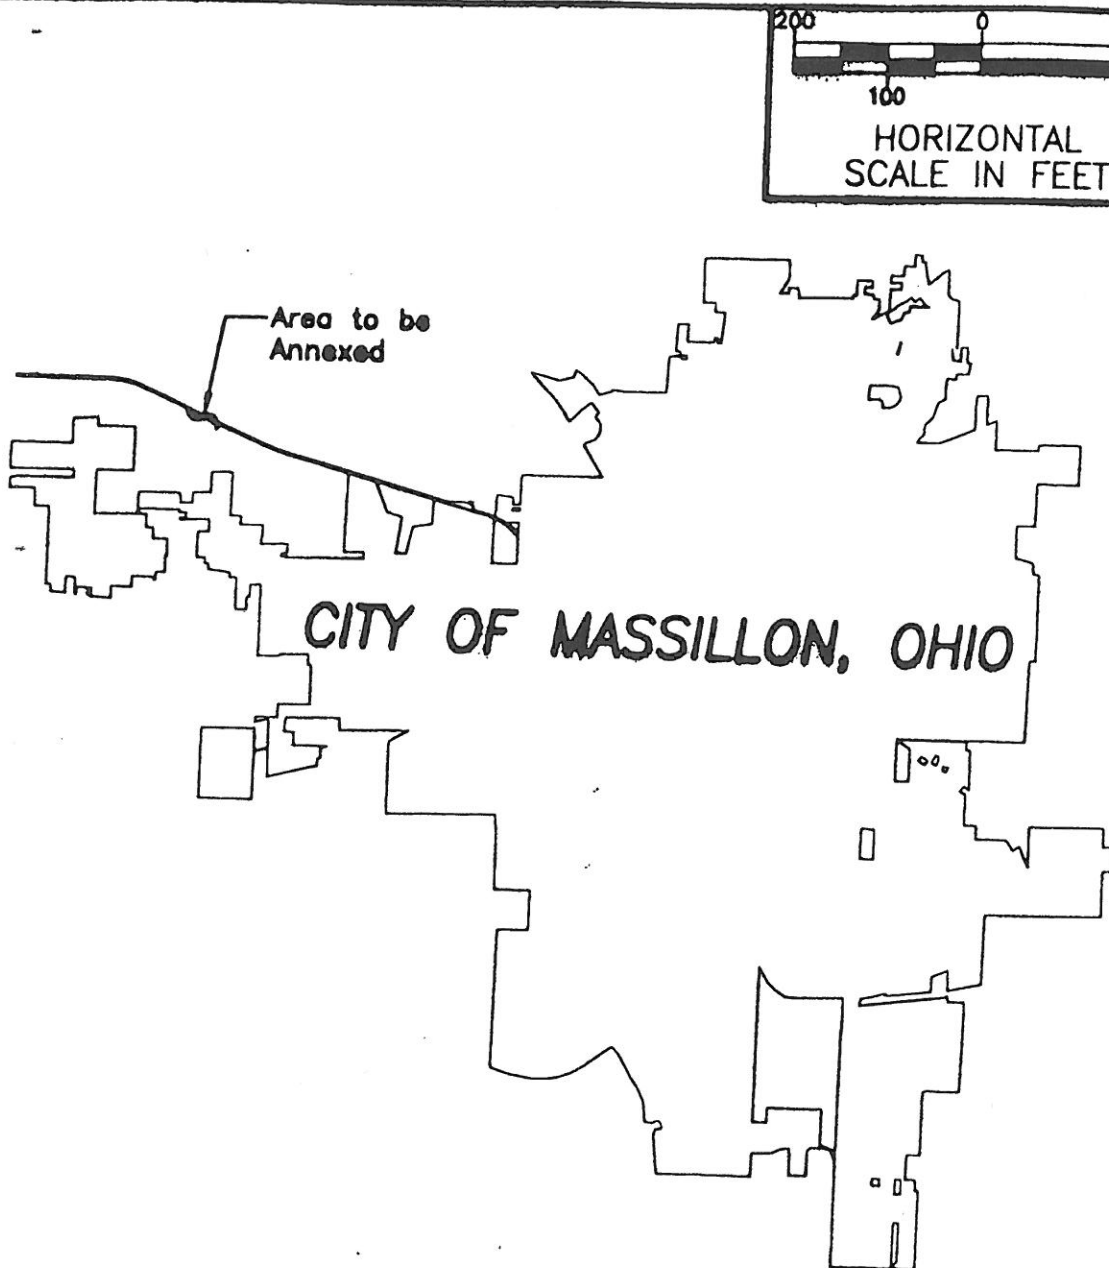 200 0
100
HORIZONTAL
SCALE IN FEET
Area to be
Annexed
CITY OF MASSILLON, OHIO